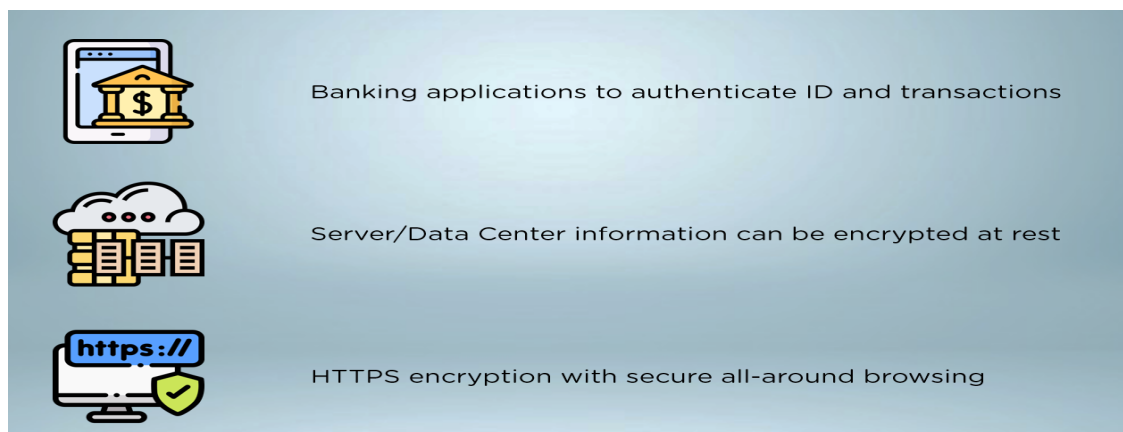 Banking applications to authenticate ID and transactions
Server/Data Center information can be encrypted at rest
https://
HTTPS encryption with secure all-around browsing